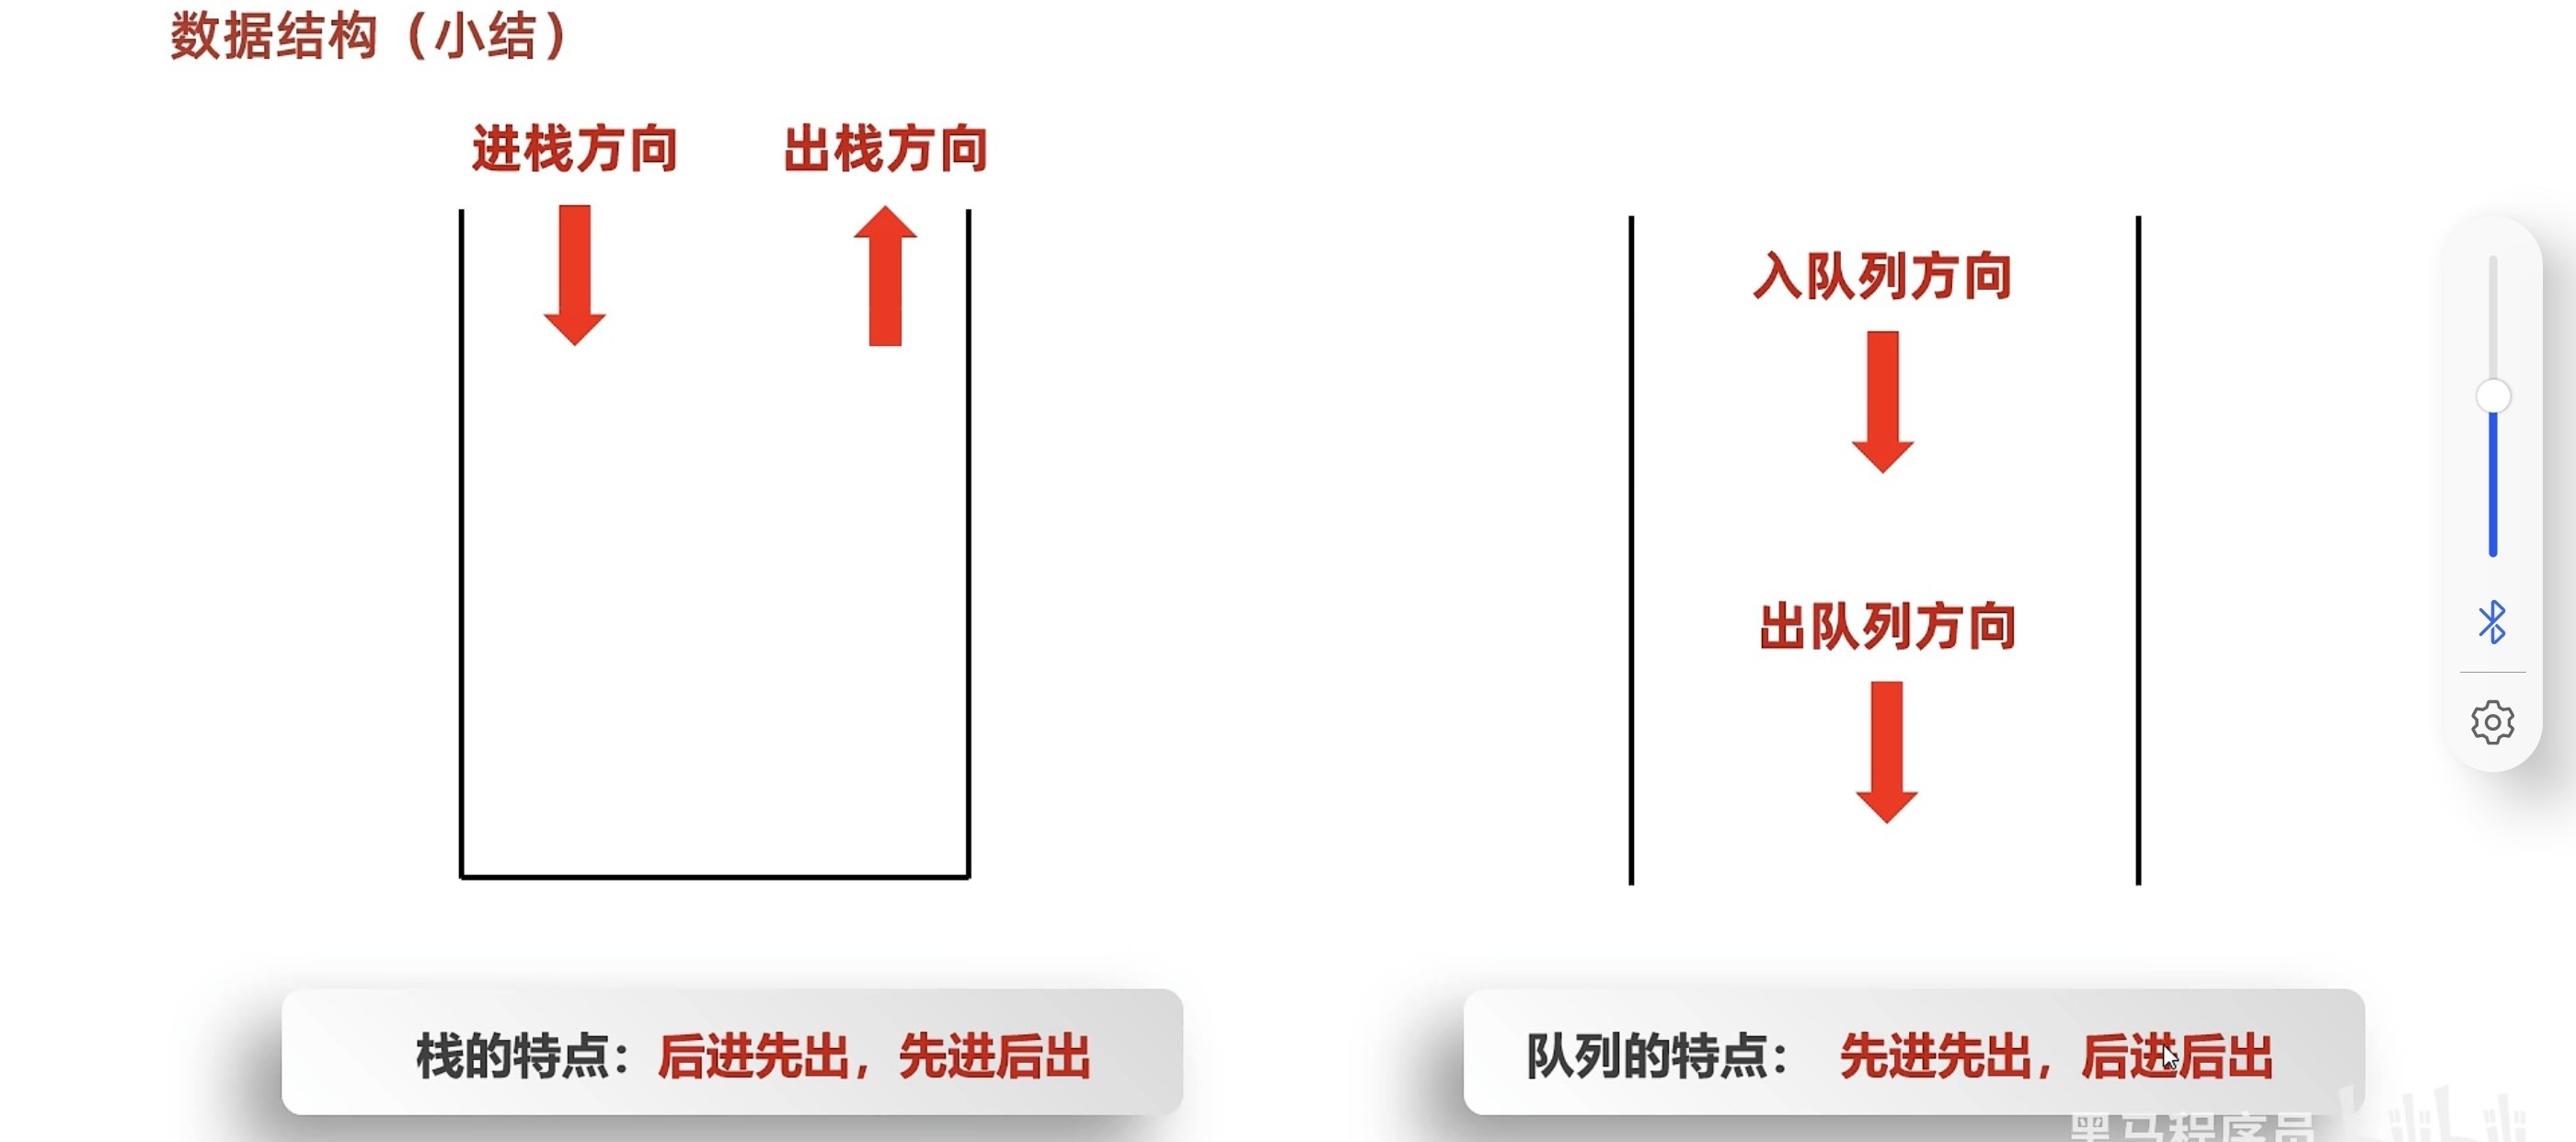 数据结构（小结）
进栈方向
出栈方向
入队列方向
出队列方向
栈的特点：后进先出，先进后出
队列的特点： 先进先出，后进后出
黑马程序员